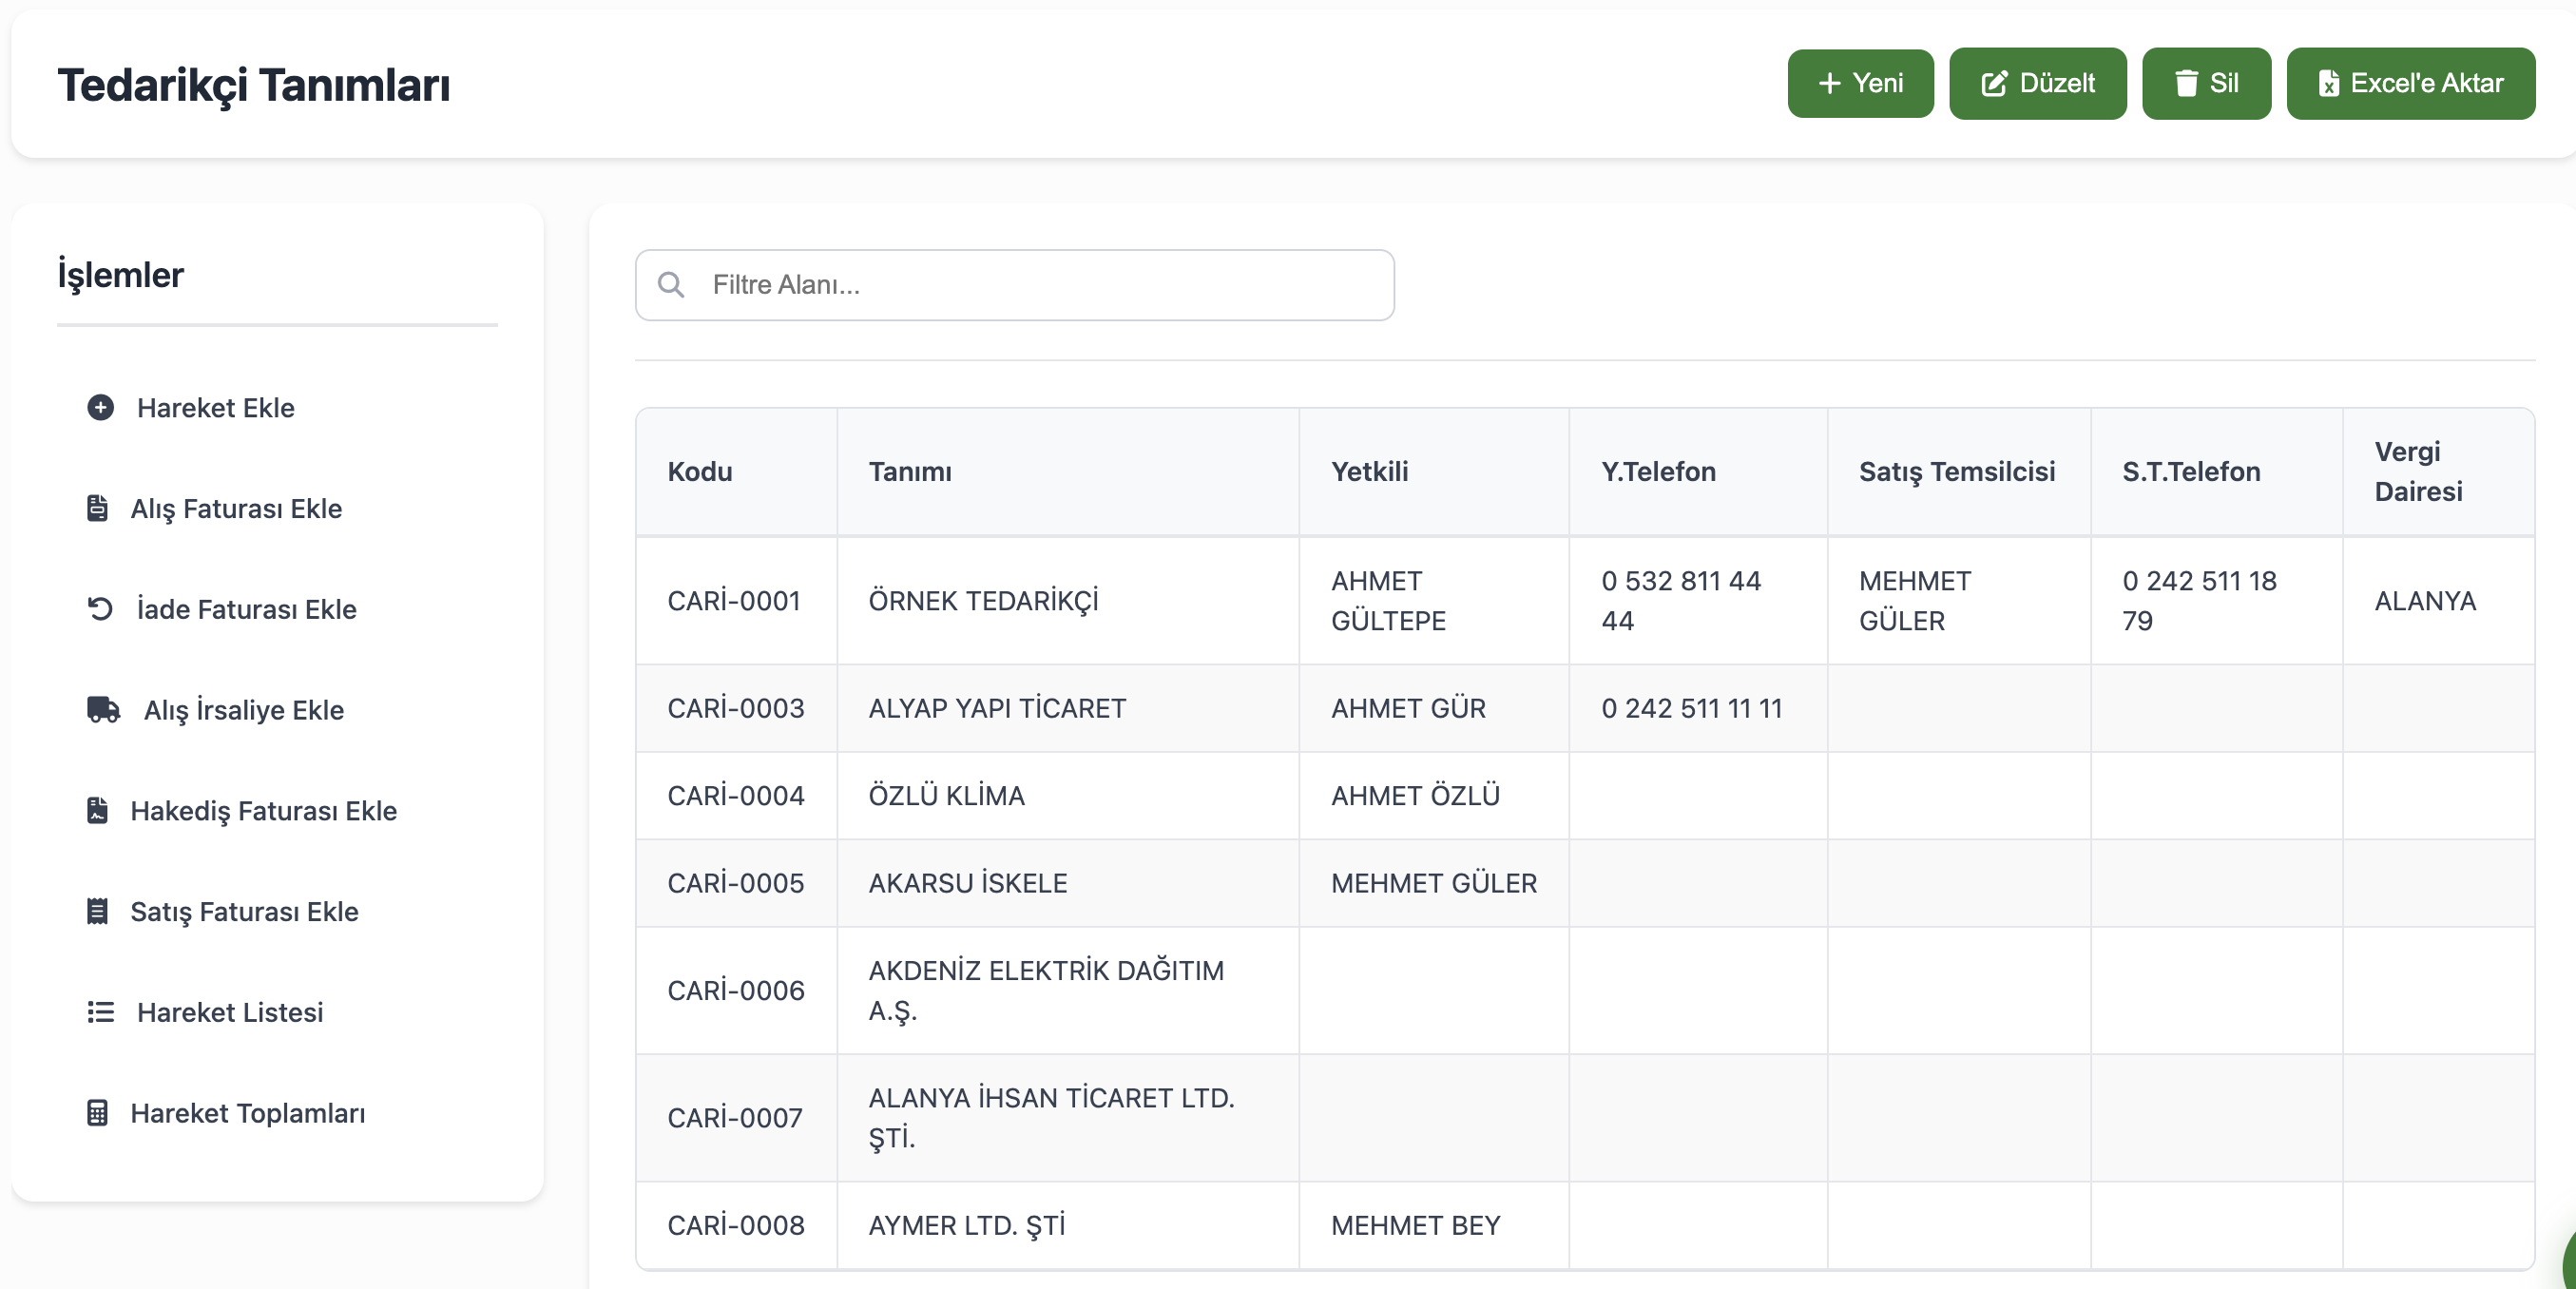 Tedarikçi Tanımları
Yeni
Düzelt
Sil
Excel'e Aktar
İşlemler
Hareket Ekle
Alış Faturası Ekle
İade Faturası Ekle
Alış İrsaliye Ekle
Hakediş Faturası Ekle
Satış Faturası Ekle
Hareket Listesi
Hareket Toplamları
Filtre Alanı...
Kodu Tanımı Yetkili Y.Telefon Satış Temsilcisi S.T.Telefon Vergi
Dairesi
CARİ-0001 ÖRNEK TEDARİKÇİ AHMET 0 532 811 44 MEHMET 0 242 511 18 ALANYA
GÜLTEPE 44 GÜLER 79
CARİ-0003 ALYAP YAPI TİCARET AHMET GÜR 0 242 511 11 11
CARİ-0004 ÖZLÜ KLİMA AHMET ÖZLÜ
CARİ-0005 AKARSU İSKELE MEHMET GÜLER
CARİ-0006 AKDENİZ ELEKTRİK DAĞITIM
A.Ş.
CARİ-0007 ALANYA İHSAN TİCARET LTD.
ŞTİ.
CARİ-0008 AYMER LTD. ŞTİ MEHMET BEY